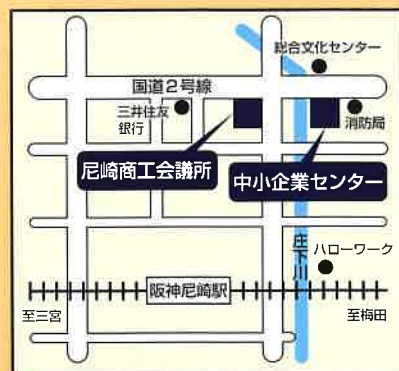 総合文化センター
国道2号線
三井住友
銀行
消防局
尼崎商工会議所
中小企業センター
庄下川
ハローワーク
阪神尼崎駅
至三宮
至梅田